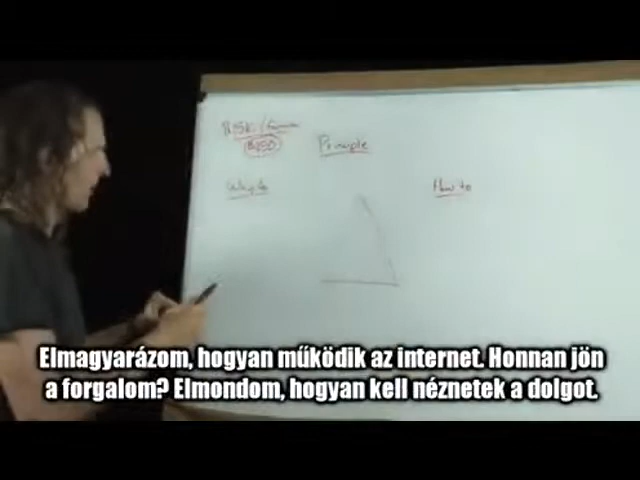 Principle
Why to
How to
Elmagyarázom, hogyan működik az internet. Honnan jön
a forgalom? Elmondom, hogyan kell néznetek a dolgot.